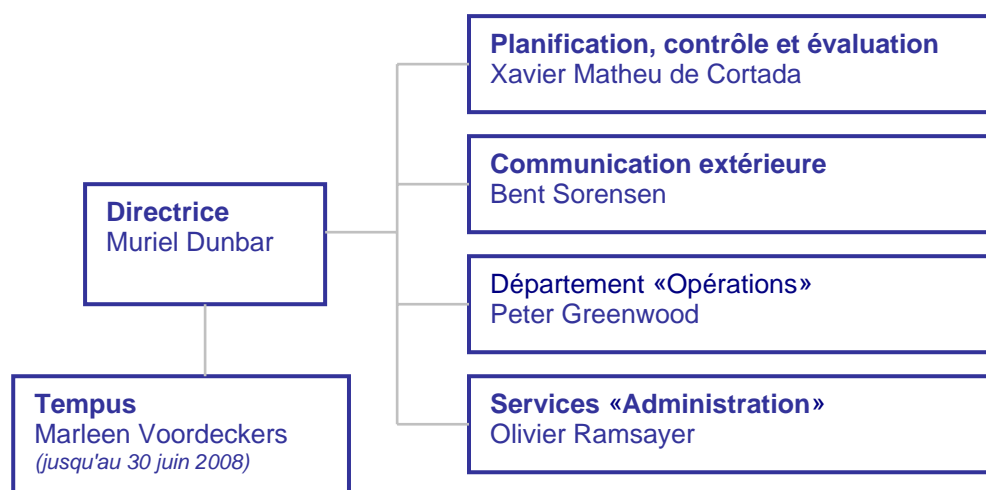 Planification, contrôle et évaluation
Xavier Matheu de Cortada
Communication extérieure
Bent Sorensen
Directrice
Muriel Dunbar
Département «Opérations»
Peter Greenwood
Tempus
Marleen Voordeckers
(jusqu'au 30 juin 2008)
Services «Administration»
Olivier Ramsayer